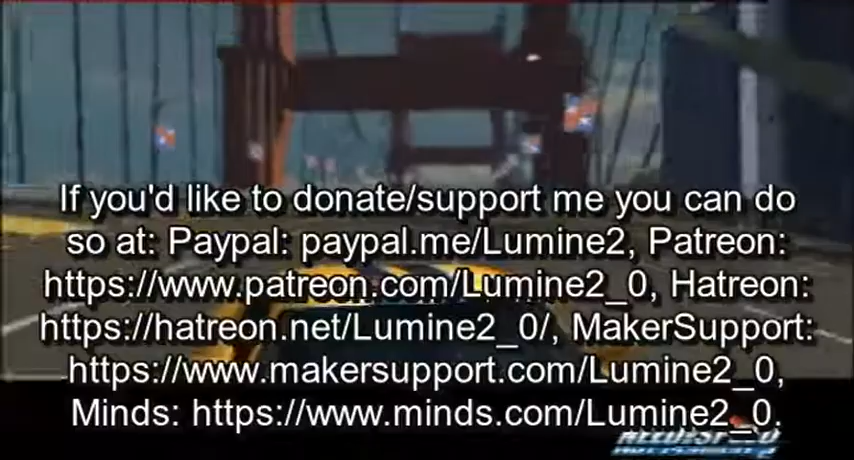 If you'd like to donate/support me you can do
so at: Paypal: paypal.me/Lumine2, Patreon:
https://www.patreon.com/Lumine2_0, Hatreon:
https://hatreon.net/Lumine2_0/, MakerSupport:
https://www.makersupport.com/Lumine2_0,
Minds: https://www.minds.com/Lumine2_0.